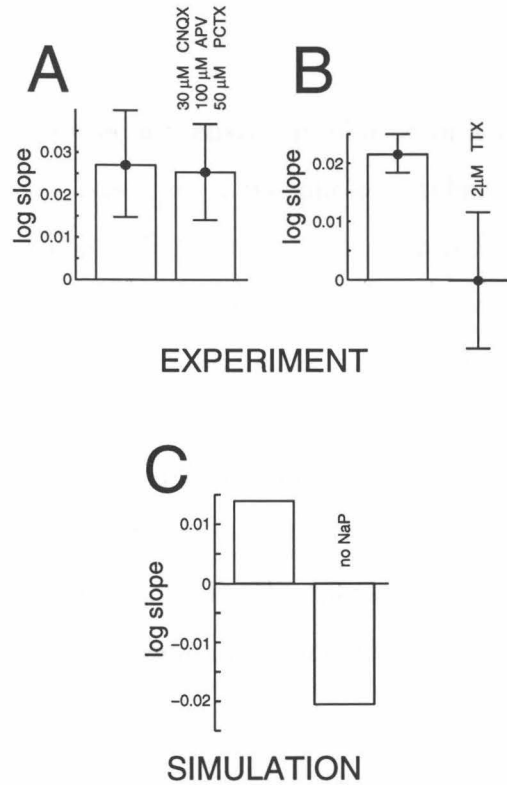 A
30 µM CNQX
100 µM APV
50 µM PCTX
log slope
0.03
0.02
0.01
0
B
2µM TTX
log slope
0.02
0.01
0
EXPERIMENT
C
no NaP
log slope
0.01
0
−0.01
−0.02
SIMULATION